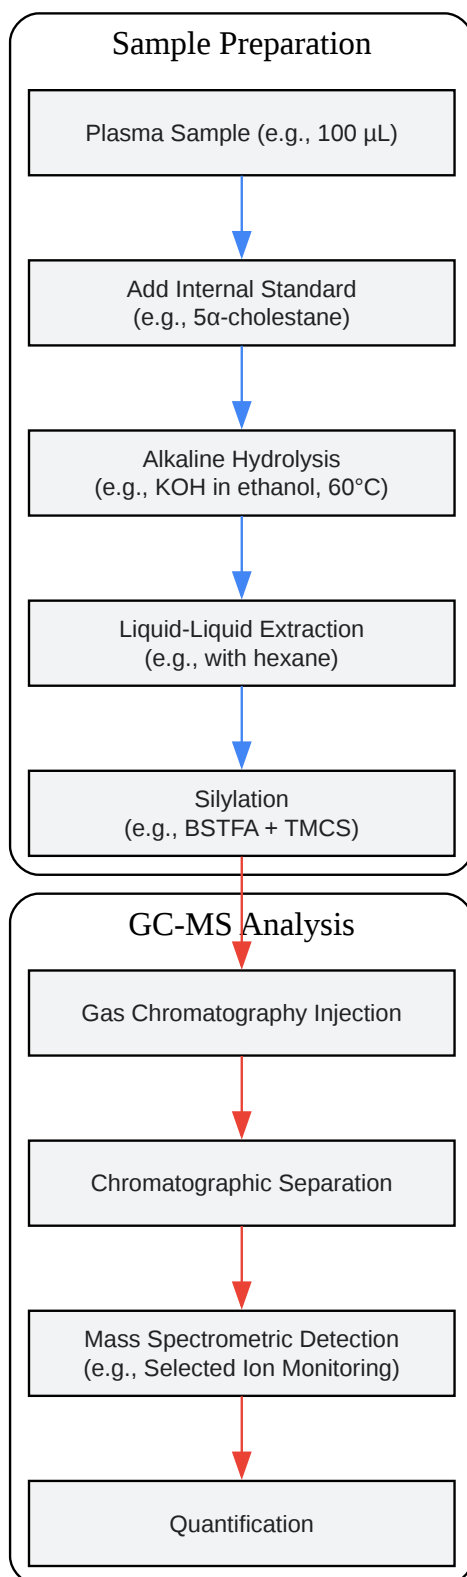 Sample Preparation
Plasma Sample (e.g., 100 µL)
Add Internal Standard
(e.g., 5α-cholestane)
Alkaline Hydrolysis
(e.g., KOH in ethanol, 60°C)
Liquid-Liquid Extraction
(e.g., with hexane)
Silylation
(e.g., BSTFA + TMCS)
GC-MS Analysis
Gas Chromatography Injection
Chromatographic Separation
Mass Spectrometric Detection
(e.g., Selected Ion Monitoring)
Quantification